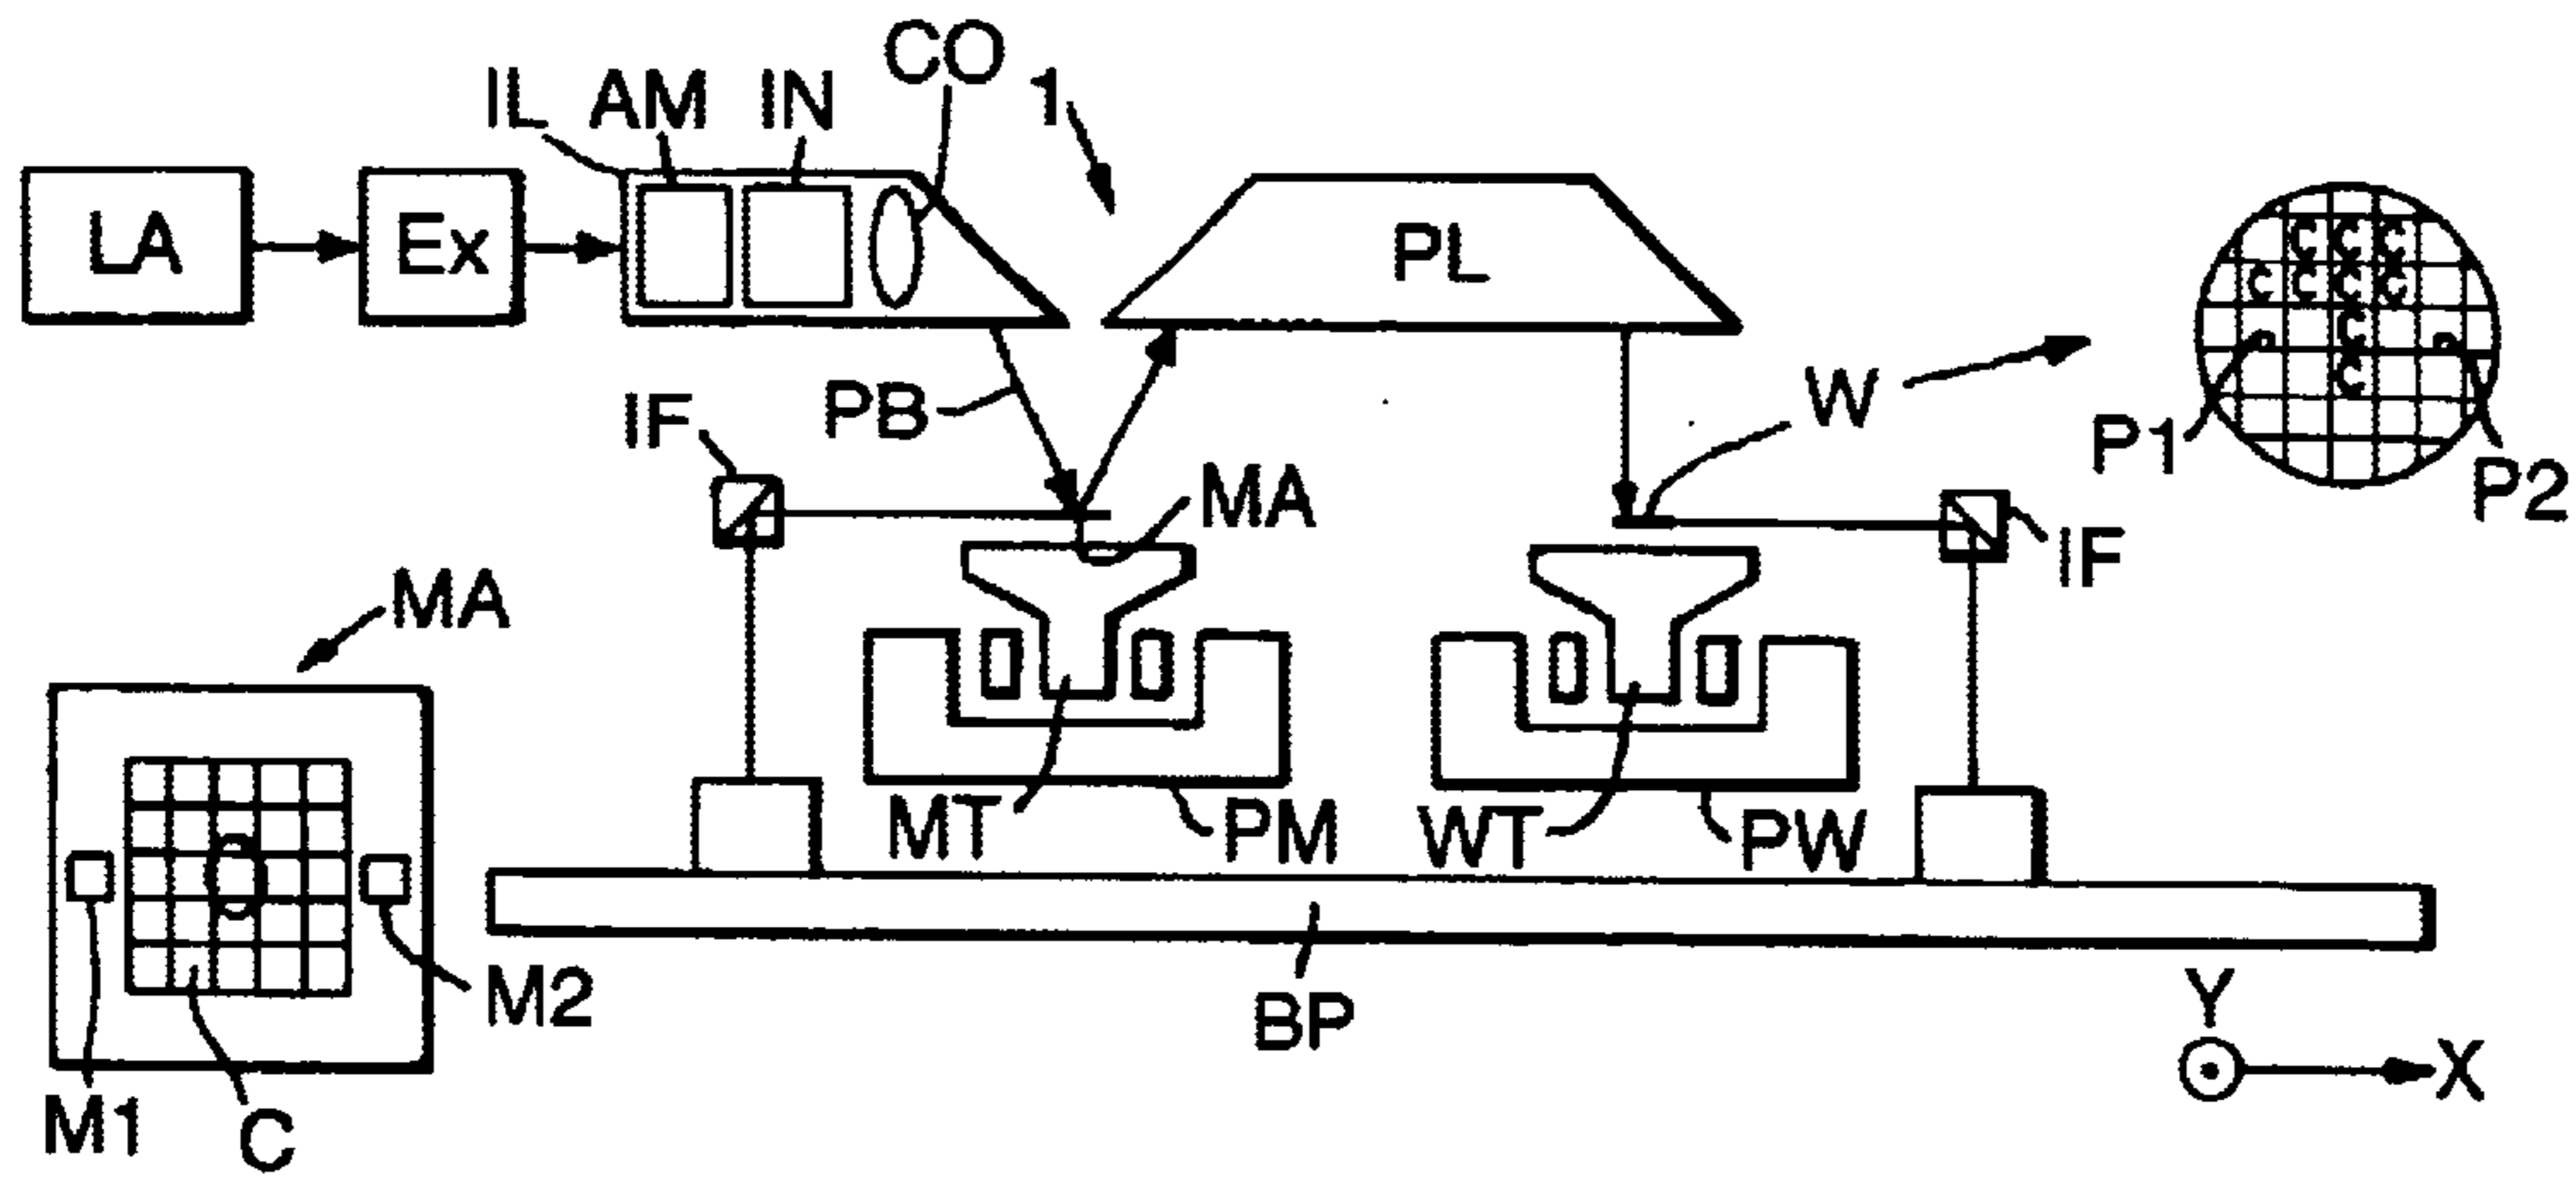 CO
IL AM IN 1
LA Ex PL
C C C
C C C C
C
C
PB W
IF P1
MA P2
IF
MA
MT PM WT PW
M2
BP
Y
X
M1 C